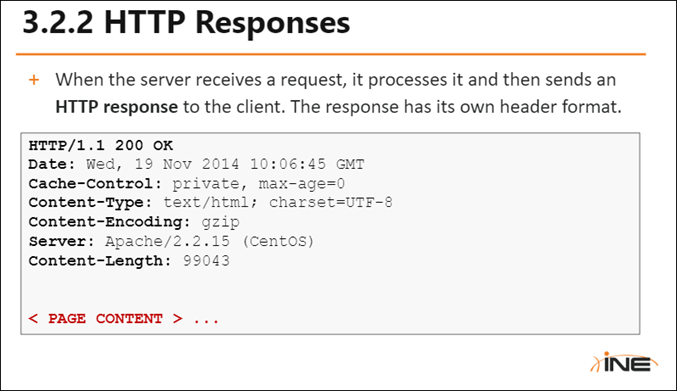 3.2.2 HTTP Responses
+ When the server receives a request, it processes it and then sends an
HTTP response to the client. The response has its own header format.
HTTP/1.1 200 OK
Date: Wed, 19 Nov 2014 10:06:45 GMT
Cache-Control: private, max-age=0
Content-Type: text/html; charset=UTF-8
Content-Encoding: gzip
Server: Apache/2.2.15 (CentOS)
Content-Length: 99043
< PAGE CONTENT > ...
iNE